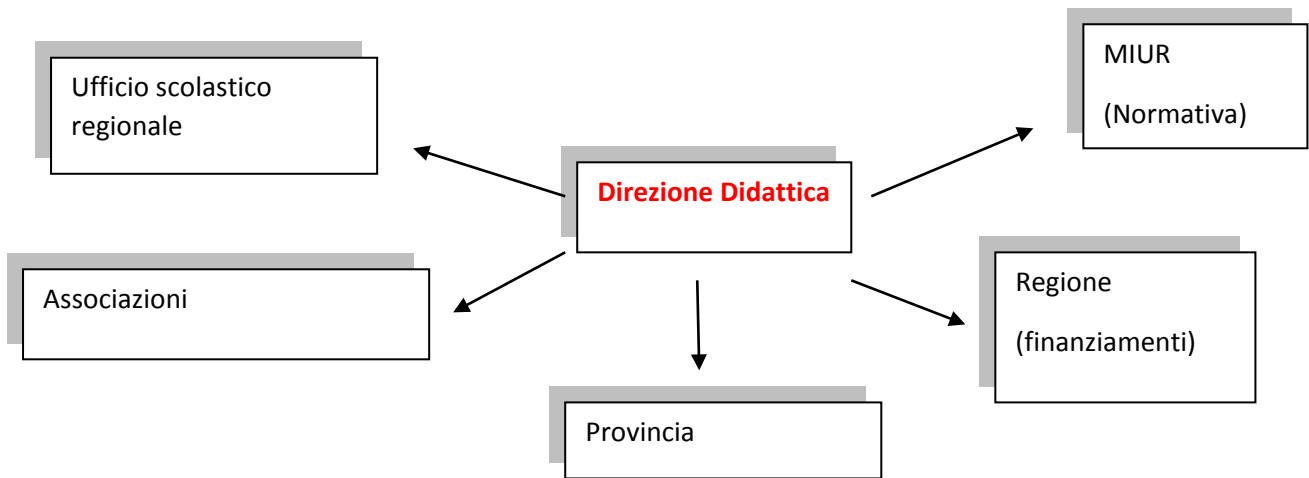 Ufficio scolastico
regionale
MIUR
(Normativa)
Direzione Didattica
Associazioni
Regione
(finanziamenti)
Provincia